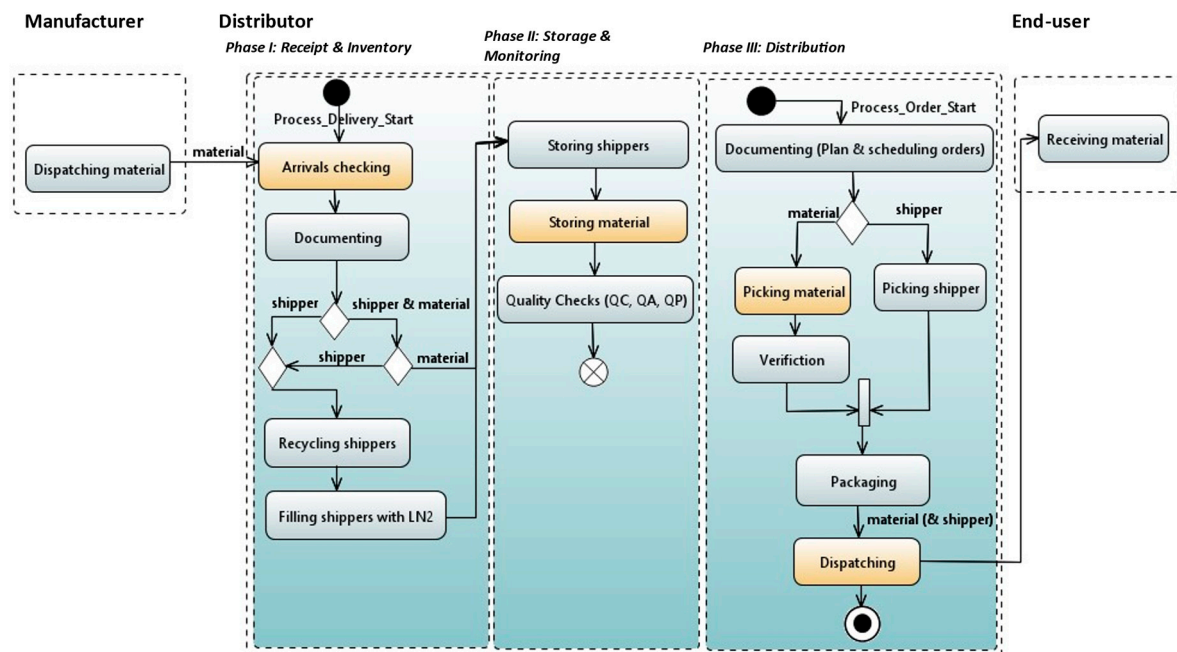 Manufacturer
Distributor
End-user
Phase I: Receipt & Inventory
Phase II: Storage &
Monitoring
Phase III: Distribution
Dispatching material
material
Process_Delivery_Start
Arrivals checking
Documenting
shipper
shipper & material
shipper
material
Recycling shippers
Filling shippers with LN2
Storing shippers
Storing material
Quality Checks (QC, QA, QP)
Process_Order_Start
Documenting (Plan & scheduling orders)
material
shipper
Picking material
Picking shipper
Verifiction
Packaging
material (& shipper)
Dispatching
Receiving material